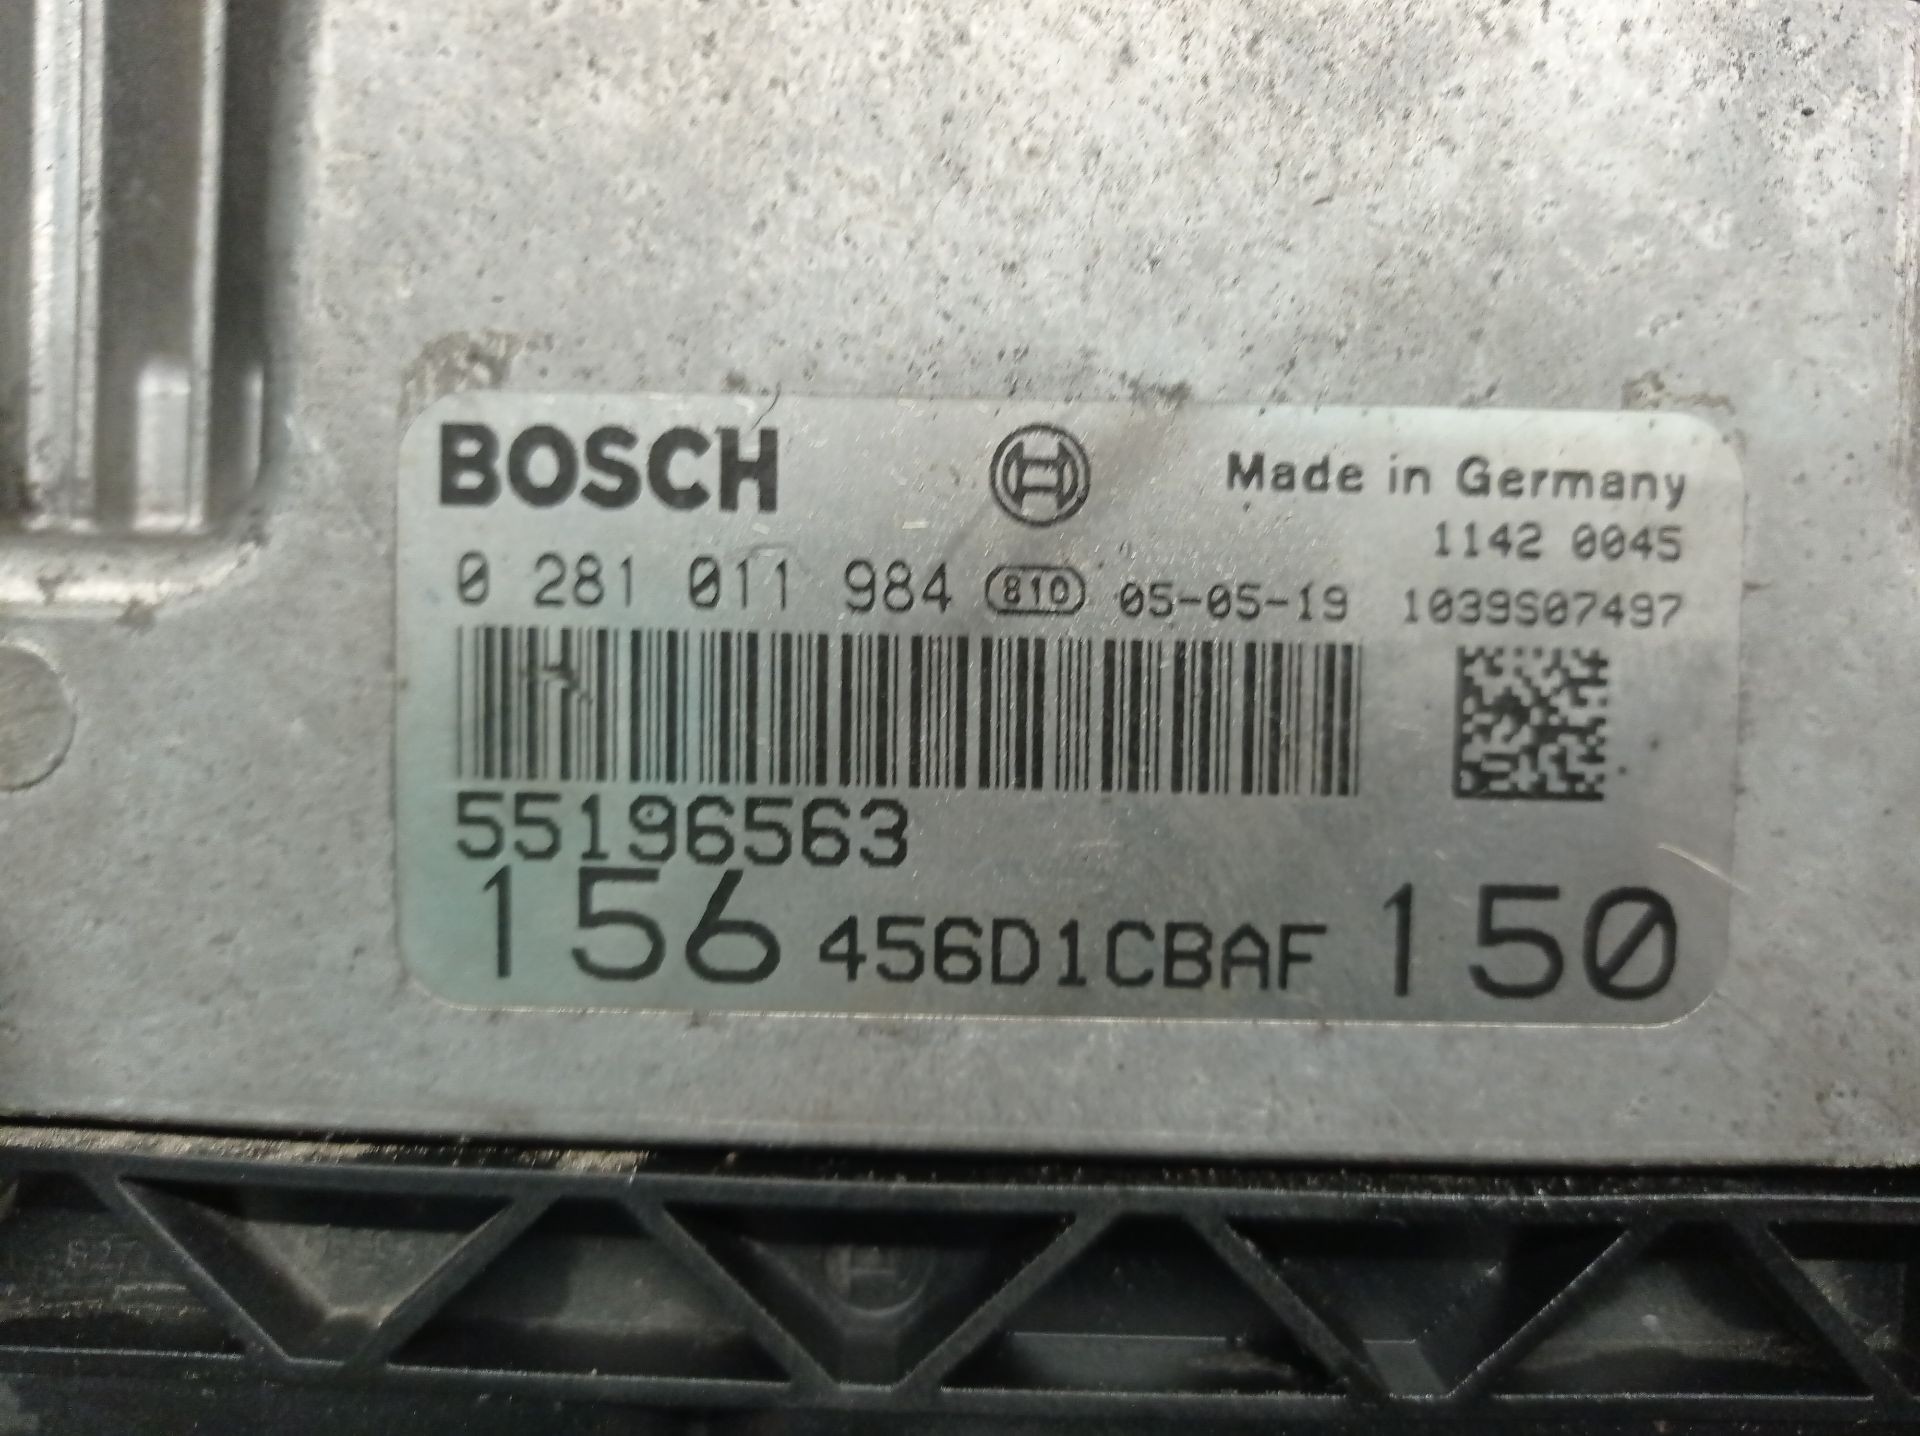 BOSCH Made in Germany
1142 0045
0 281 011 984 810 05-05-19 1039S07497
55196563
156 456D1CBAF 150